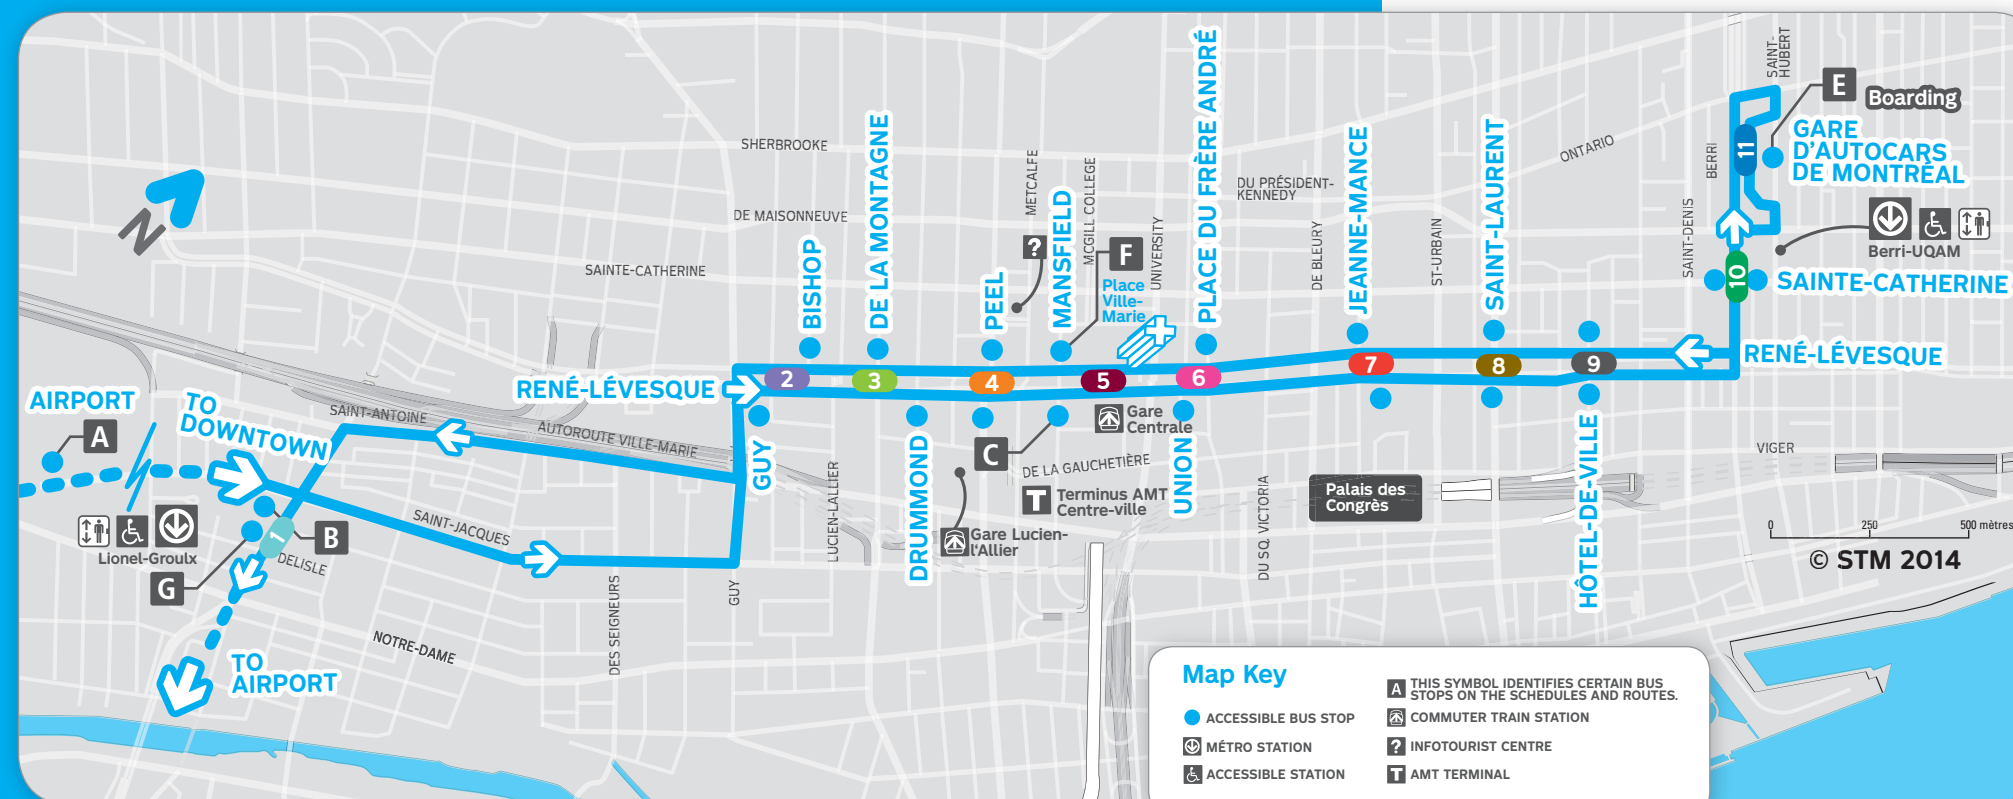 SAINT-
HUBERT
E
Boarding
GARE
D'AUTOCARS
DE MONTRÉAL
11
BERRI
ONTARIO
SAINT-DENIS
Berri-UQAM
10
SAINTE-CATHERINE
RENÉ-LÉVESQUE
N
SHERBROOKE
DE MAISONNEUVE
SAINTE-CATHERINE
BISHOP
DE LA MONTAGNE
PEEL
METCALFE
?
MANSFIELD
MCGILL COLLEGE
F
Place
Ville-
Marie
UNIVERSITY
PLACE DU FRÈRE ANDRÉ
DU PRÉSIDENT-
KENNEDY
DE BLEURY
JEANNE-MANCE
ST-URBAIN
SAINT-LAURENT
RENÉ-LÉVESQUE
2
3
4
5
6
7
8
9
AIRPORT
A
TO
DOWNTOWN
SAINT-ANTOINE
AUTOROUTE VILLE-MARIE
GUY
LUCIEN-LALLIER
DRUMMOND
C
Gare
Centrale
DE LA GAUCHETIÈRE
T
Terminus AMT
Centre-ville
UNION
Gare Lucien-
l'Allier
DU SQ. VICTORIA
Palais des
Congrès
HÔTEL-DE-VILLE
VIGER
0
250
500 mètres
© STM 2014
Lionel-Groulx
1
B
G
DELISLE
SAINT-JACQUES
DES SEIGNEURS
GUY
NOTRE-DAME
TO
AIRPORT
Map Key
ACCESSIBLE BUS STOP
MÉTRO STATION
ACCESSIBLE STATION
A
THIS SYMBOL IDENTIFIES CERTAIN BUS
STOPS ON THE SCHEDULES AND ROUTES.
COMMUTER TRAIN STATION
? INFOTOURIST CENTRE
T AMT TERMINAL